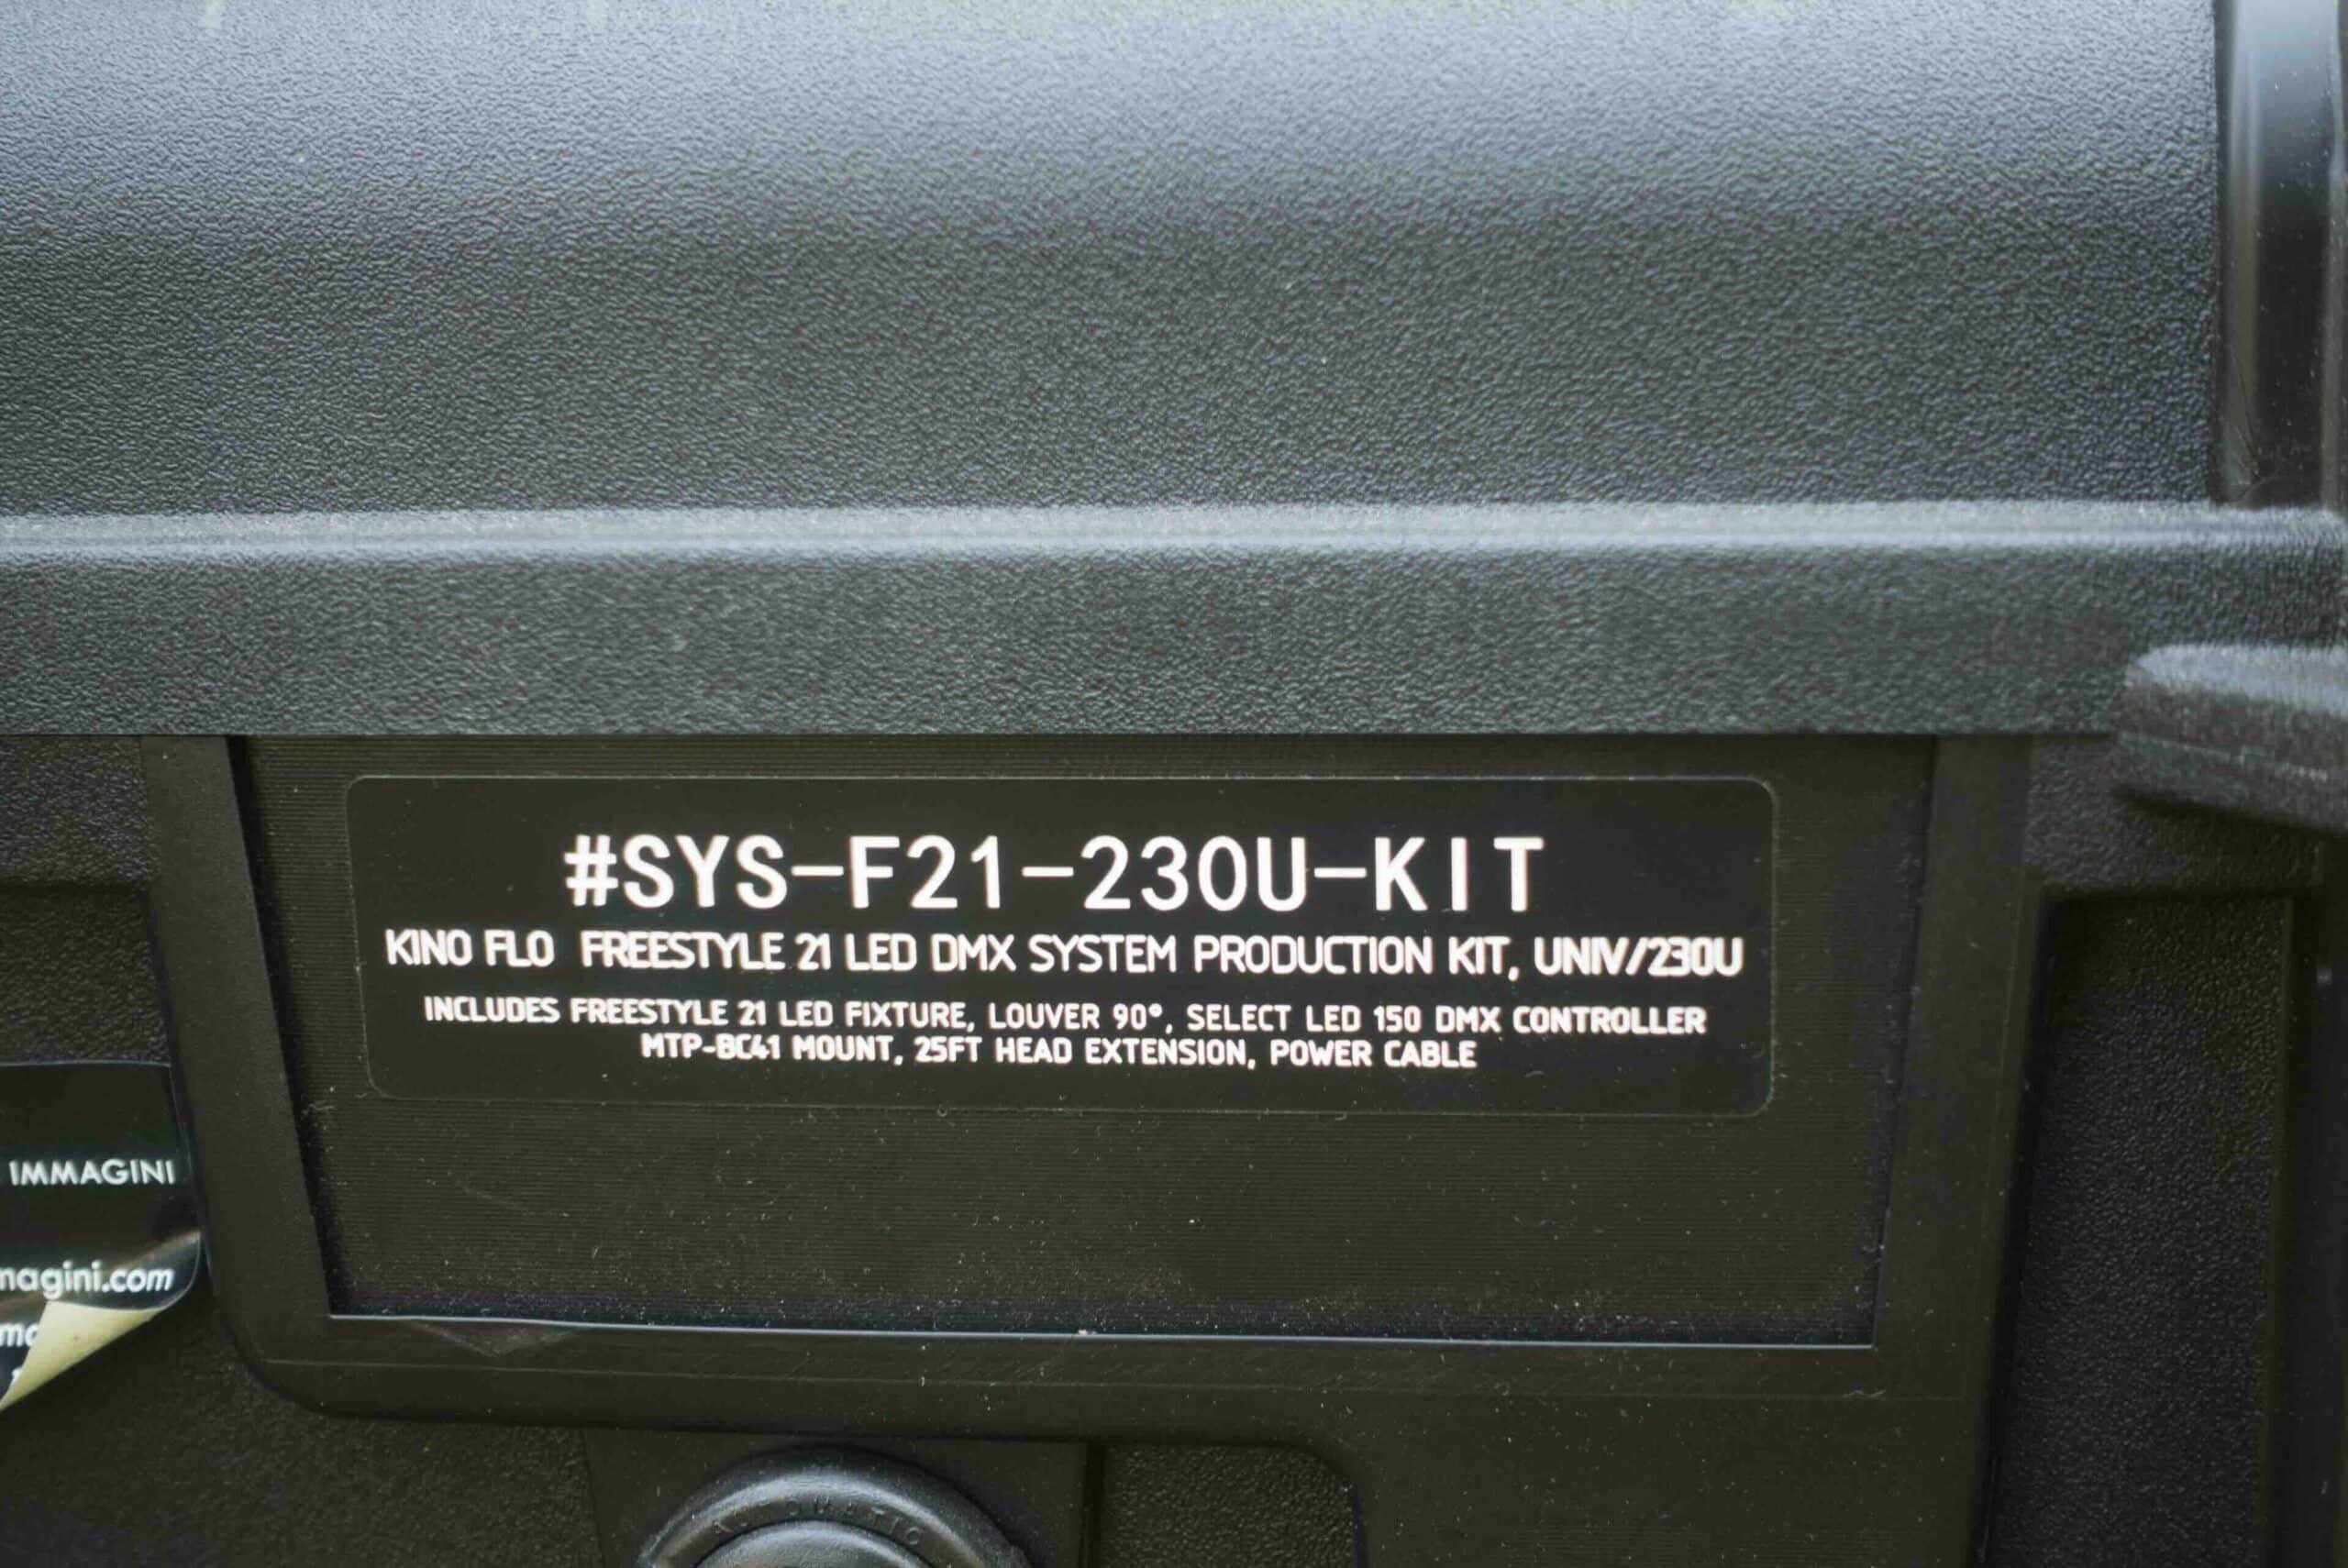 #SYS-F21-230U-KIT
KINO FLO FREESTYLE 21 LED DMX SYSTEM PRODUCTION KIT, UNIV/230U
INCLUDES FREESTYLE 21 LED FIXTURE, LOUVER 90°, SELECT LED 150 DMX CONTROLLER
MTP-BC41 MOUNT, 25FT HEAD EXTENSION, POWER CABLE
IMMAGINI
magini.com
AUTOMATIC